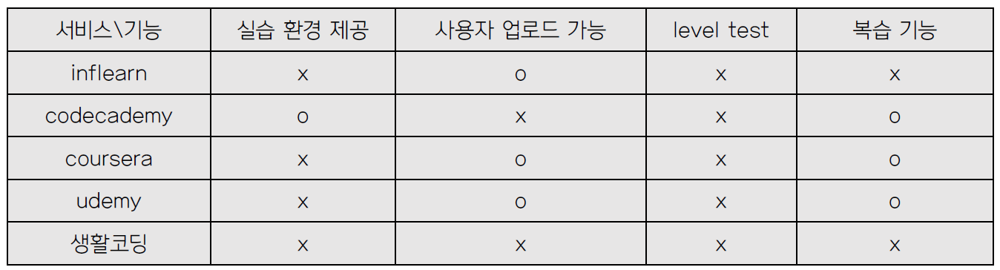 서비스\기능 실습 환경 제공 사용자 업로드 가능 level test 복습 기능
inflearn x o x x
codecademy o x x o
coursera x o x o
udemy x o x o
생활코딩 x x x x